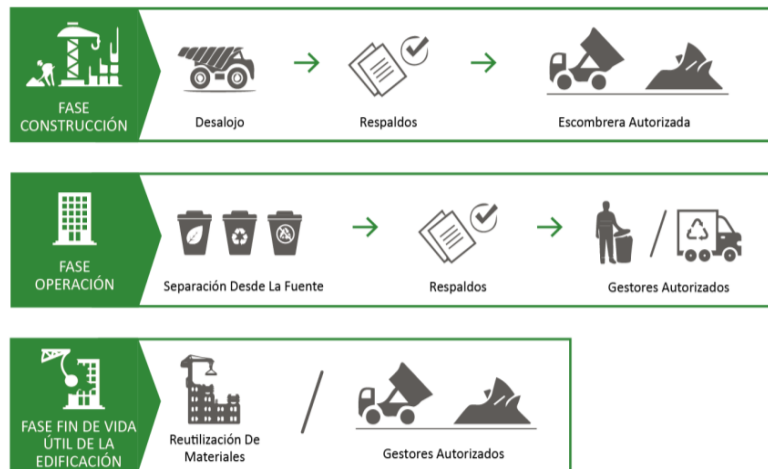 FASE
CONSTRUCCIÓN
Desalojo
Respaldos
Escombrera Autorizada
FASE
OPERACIÓN
Separación Desde La Fuente
Respaldos
Gestores Autorizados
FASE FIN DE VIDA
ÚTIL DE LA
EDIFICACIÓN
Reutilización De
Materiales
Gestores Autorizados